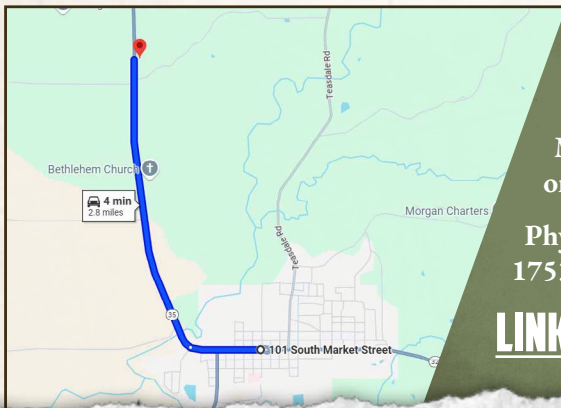 Teasdale Rd
Bethlehem Church
4 min
2.8 miles
Morgan Charters
Teasdale Rd
35
101 South Market Street
LINK